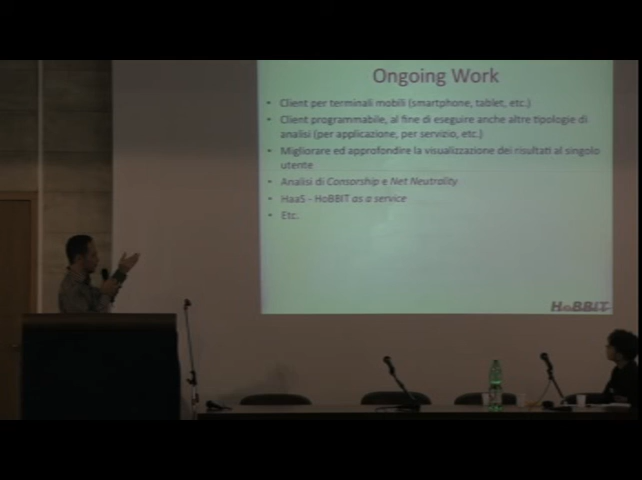 Ongoing Work
• Client per terminali mobili (smartphone, tablet, etc.)
• Client programmabile, al fine di eseguire anche altre tipologie di
analisi (per applicazione, per servizio, etc.)
• Migliorare ed approfondire la visualizzazione dei risultati al singolo
utente
• Analisi di Censorship e Net Neutrality
• HaaS - HoBBIT as a service
• Etc.
HoBBIT